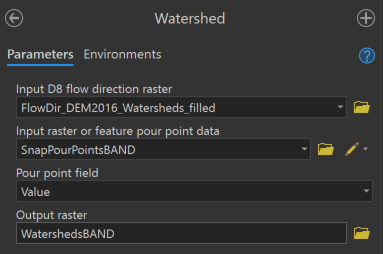 Watershed
Parameters Environments
Input D8 flow direction raster
FlowDir_DEM2016_Watersheds_filled
Input raster or feature pour point data
SnapPourPointsBAND
Pour point field
Value
Output raster
WatershedsBAND